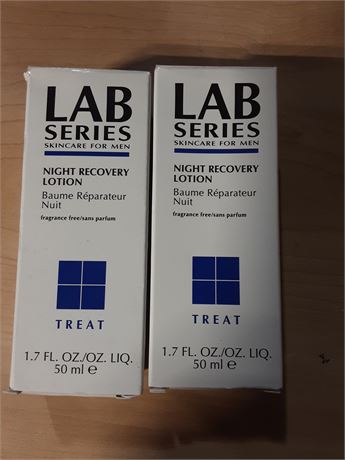 LAB
SERIES
SKINCARE FOR MEN
NIGHT RECOVERY
LOTION
Baume Réparateur
Nuit
fragrance free/sans parfum
TREAT
1.7 FL. OZ./OZ. LIQ.
50 ml e
LAB
SERIES
SKINCARE FOR MEN
NIGHT RECOVERY
LOTION
Baume Réparateur
Nuit
fragrance free/sans parfum
TREAT
1.7 FL. OZ./OZ. LIQ.
50 ml e